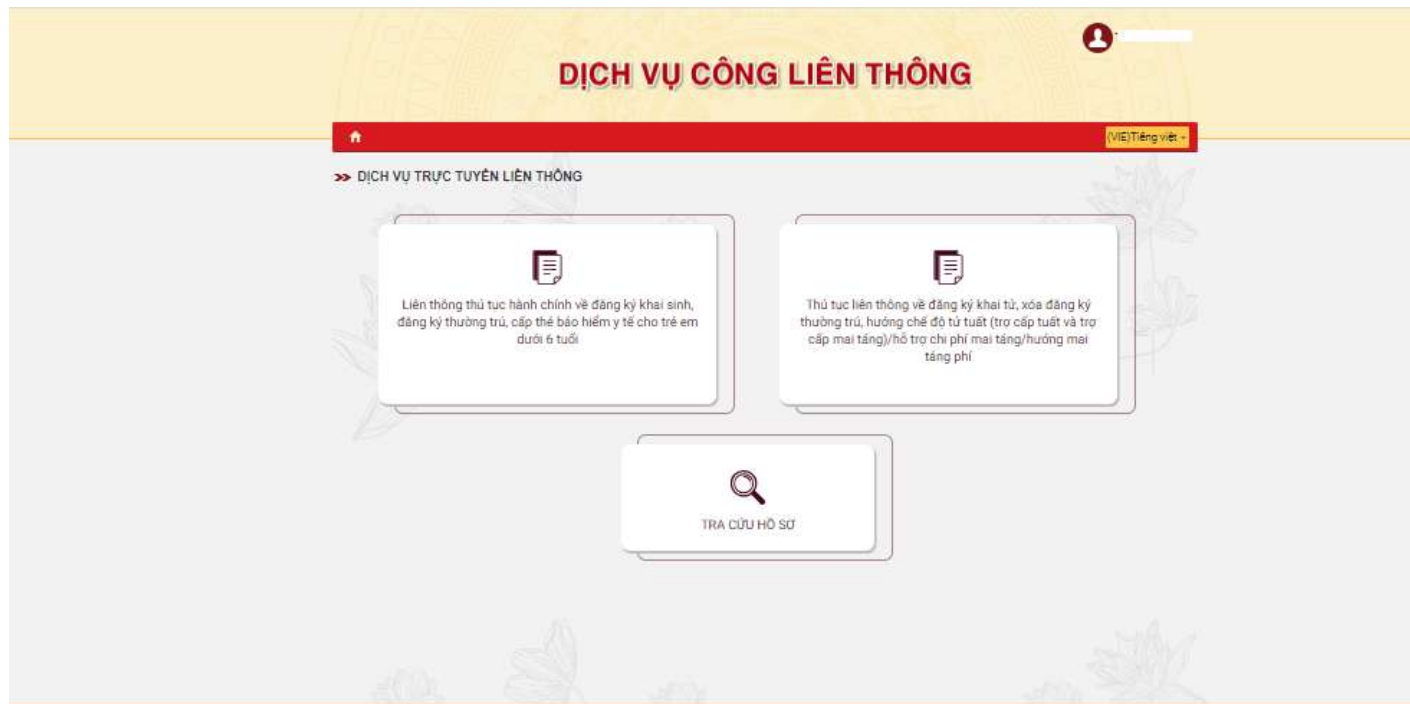 DỊCH VỤ CÔNG LIÊN THÔNG
(VIE)Tiếng việt
DỊCH VỤ TRỰC TUYẾN LIÊN THÔNG
Liên thông thủ tục hành chính về đăng ký khai sinh,
đăng ký thường trú, cấp thẻ bảo hiểm y tế cho trẻ em
dưới 6 tuổi
Thủ tục liên thông về đăng ký khai tử, xóa đăng ký
thường trú, hưởng chế độ tử tuất (trợ cấp tuất và trợ
cấp mai táng)/hỗ trợ chi phí mai táng/hưởng mai
táng phí
TRA CỨU HỒ SƠ